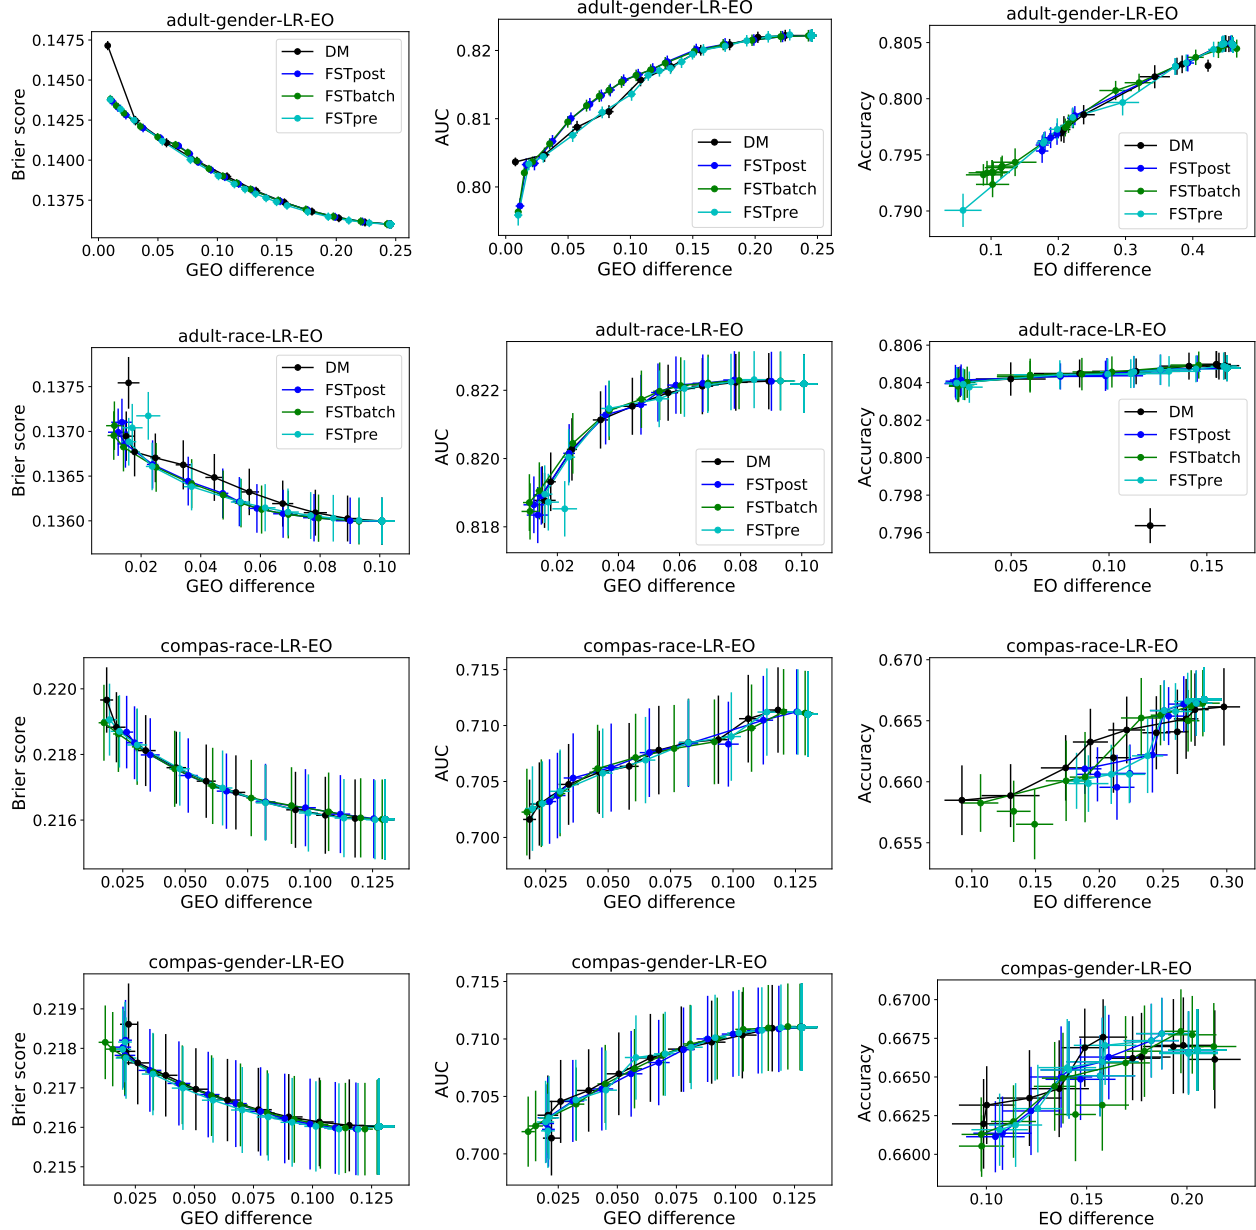 adult-gender-LR-EO
0.1475
0.1450
0.1425
0.1400
0.1375
Brier score
DM
FSTpost
FSTbatch
FSTpre
0.00 0.05 0.10 0.15 0.20 0.25
GEO difference
adult-gender-LR-EO
0.82
0.81
0.80
AUC
DM
FSTpost
FSTbatch
FSTpre
0.00 0.05 0.10 0.15 0.20 0.25
GEO difference
adult-gender-LR-EO
0.805
0.800
0.795
0.790
Accuracy
DM
FSTpost
FSTbatch
FSTpre
0.1 0.2 0.3 0.4
EO difference
adult-race-LR-EO
0.1375
0.1370
0.1365
0.1360
Brier score
DM
FSTpost
FSTbatch
FSTpre
0.02 0.04 0.06 0.08 0.10
GEO difference
adult-race-LR-EO
0.822
0.820
0.818
AUC
DM
FSTpost
FSTbatch
FSTpre
0.02 0.04 0.06 0.08 0.10
GEO difference
adult-race-LR-EO
0.806
0.804
0.802
0.800
0.798
0.796
Accuracy
DM
FSTpost
FSTbatch
FSTpre
0.05 0.10 0.15
EO difference
compas-race-LR-EO
0.220
0.218
0.216
Brier score
0.025 0.050 0.075 0.100 0.125
GEO difference
compas-race-LR-EO
0.715
0.710
0.705
0.700
AUC
0.025 0.050 0.075 0.100 0.125
GEO difference
compas-race-LR-EO
0.670
0.665
0.660
0.655
Accuracy
0.10 0.15 0.20 0.25 0.30
EO difference
compas-gender-LR-EO
0.219
0.218
0.217
0.216
0.215
Brier score
0.025 0.050 0.075 0.100 0.125
GEO difference
compas-gender-LR-EO
0.715
0.710
0.705
0.700
AUC
0.025 0.050 0.075 0.100 0.125
GEO difference
compas-gender-LR-EO
0.6700
0.6675
0.6650
0.6625
0.6600
Accuracy
0.10 0.15 0.20
EO difference